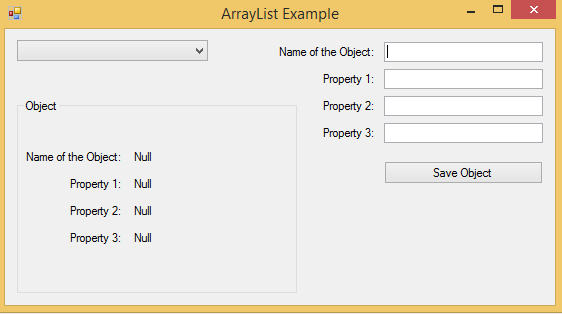 ArrayList Example
Name of the Object:
Property 1:
Property 2:
Property 3:
Save Object
Object
Name of the Object: Null
Property 1: Null
Property 2: Null
Property 3: Null